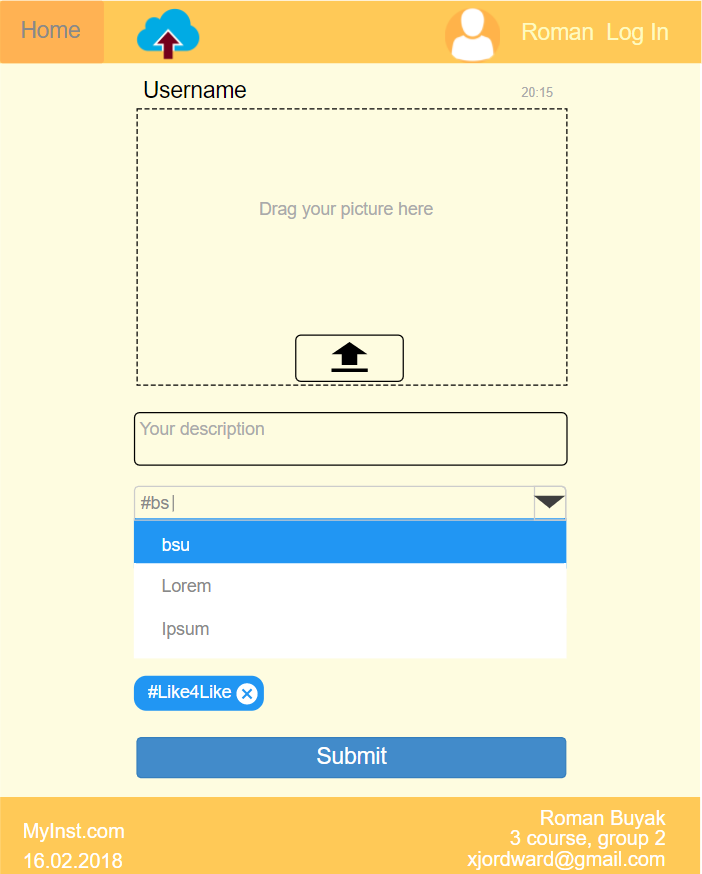 Home
Roman Log In
Username
20:15
Drag your picture here
Your description
#bs
bsu
Lorem
Ipsum
#Like4Like
Submit
MyInst.com
16.02.2018
Roman Buyak
3 course, group 2
xjordward@gmail.com